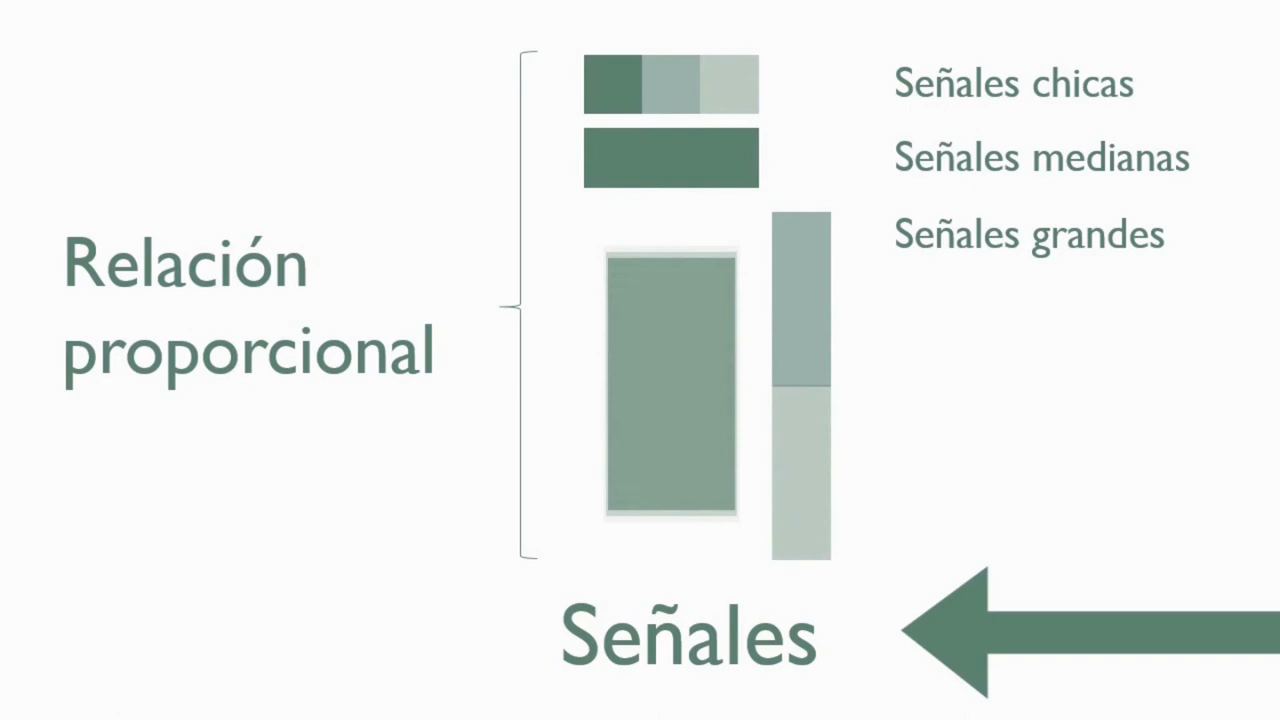 Relación
proporcional
Señales chicas
Señales medianas
Señales grandes
Señales